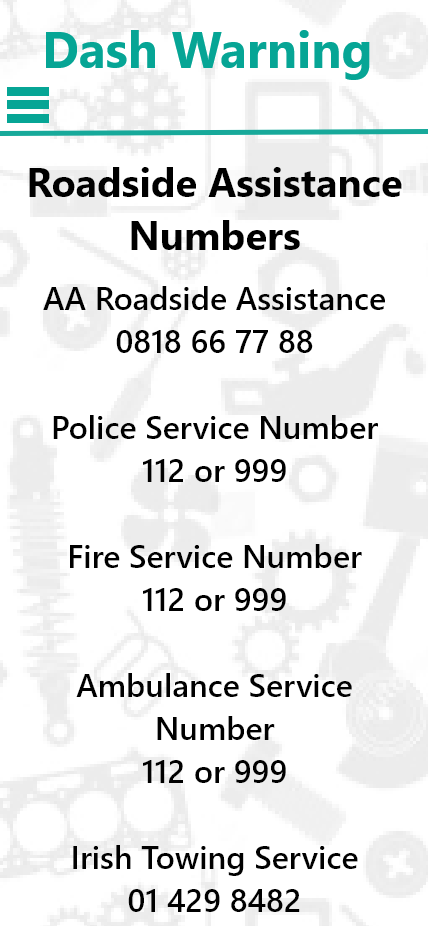 Dash Warning
Roadside Assistance
Numbers
AA Roadside Assistance
0818 66 77 88
Police Service Number
112 or 999
Fire Service Number
112 or 999
Ambulance Service
Number
112 or 999
Irish Towing Service
01 429 8482